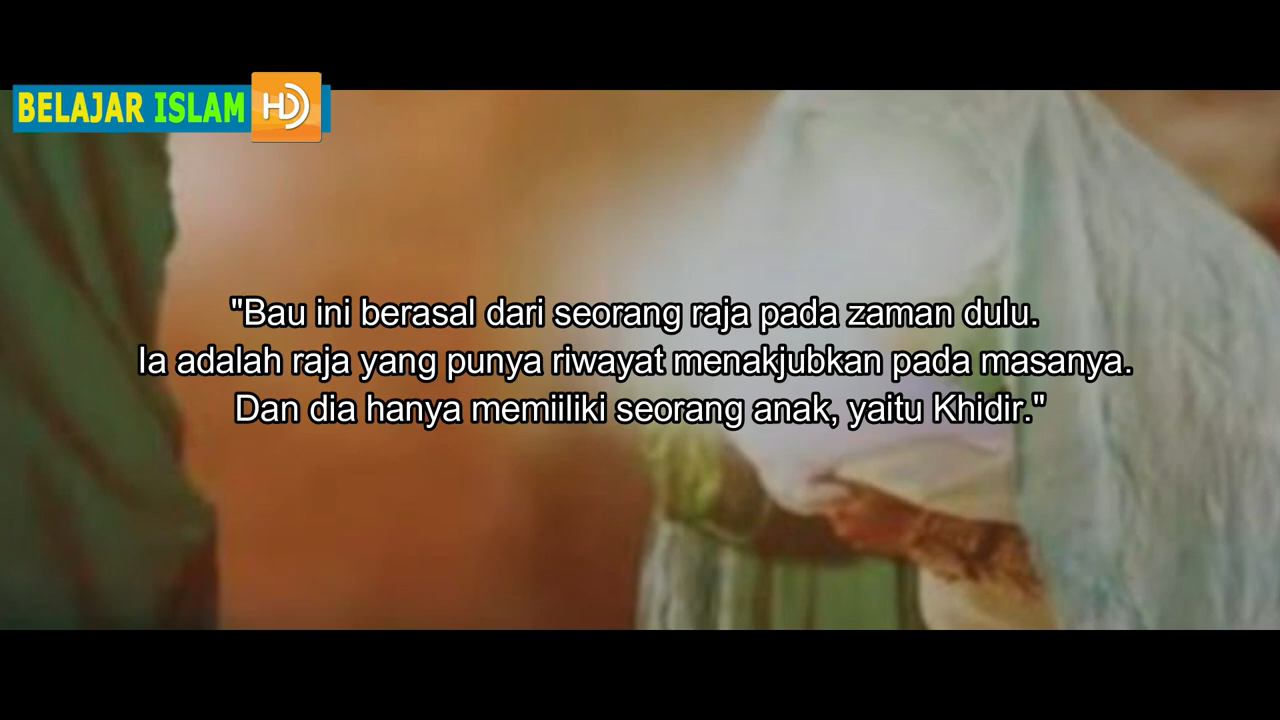 BELAJAR ISLAM HD
"Bau ini berasal dari seorang raja pada zaman dulu.
Ia adalah raja yang punya riwayat menakjubkan pada masanya.
Dan dia hanya memiiliki seorang anak, yaitu Khidir."